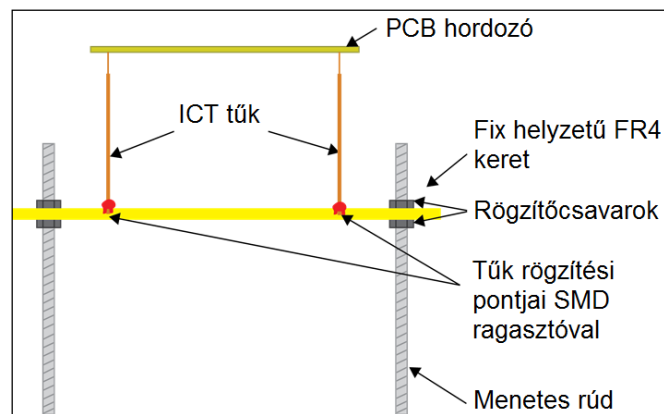 PCB hordozó
ICT tűk
Fix helyzetű FR4
keret
Rögzítőcsavarok
Tűk rögzítési
pontjai SMD
ragasztóval
Menetes rúd